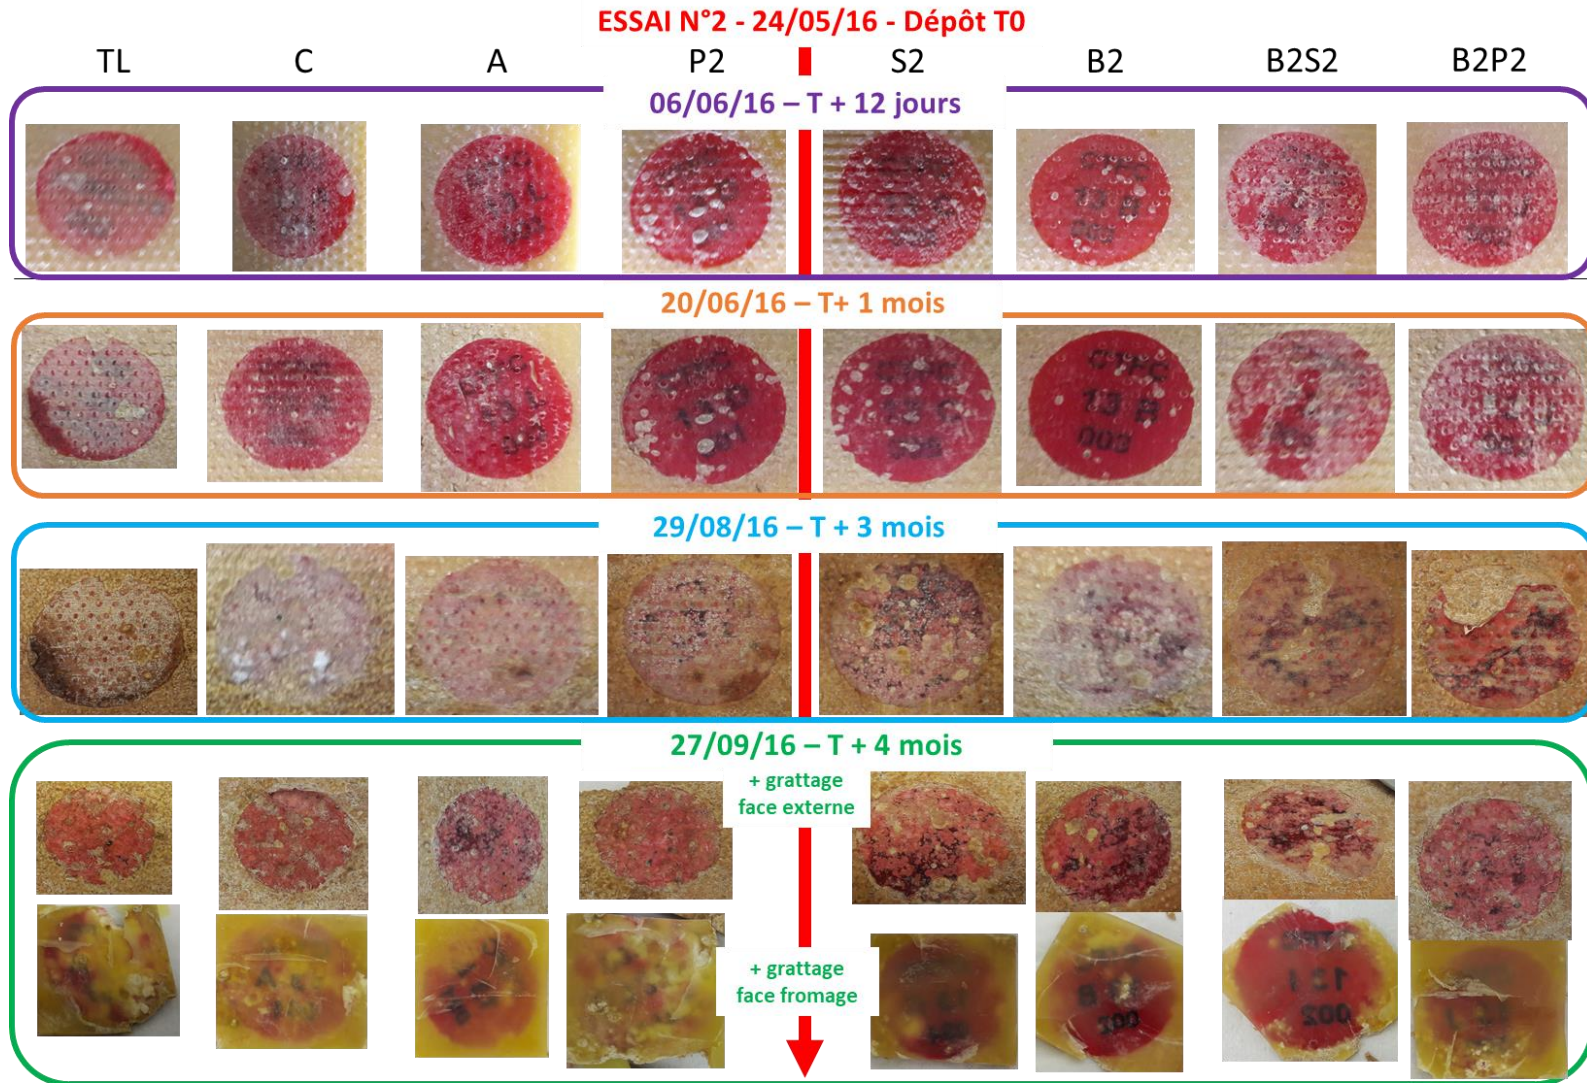 ESSAI N°2 - 24/05/16 - Dépôt T0
TL C A P2 S2 B2 B2S2 B2P2
06/06/16 – T + 12 jours
20/06/16 – T+ 1 mois
29/08/16 – T + 3 mois
27/09/16 – T + 4 mois
+ grattage
face externe
+ grattage
face fromage